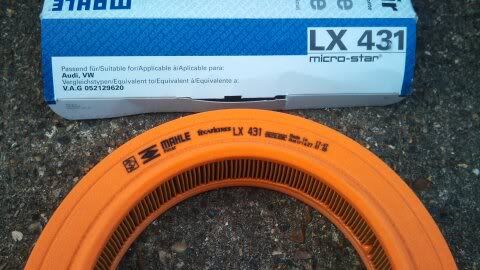 MAHLE
LX 431
micro-star®
Passend für/Suitable for/Applicable à/Aplicable para:
Audi, VW
Vergleichstypen/Equivalent to/Equivalent à/Equivalente a:
V.A.G 052129620
MAHLE
LX 431